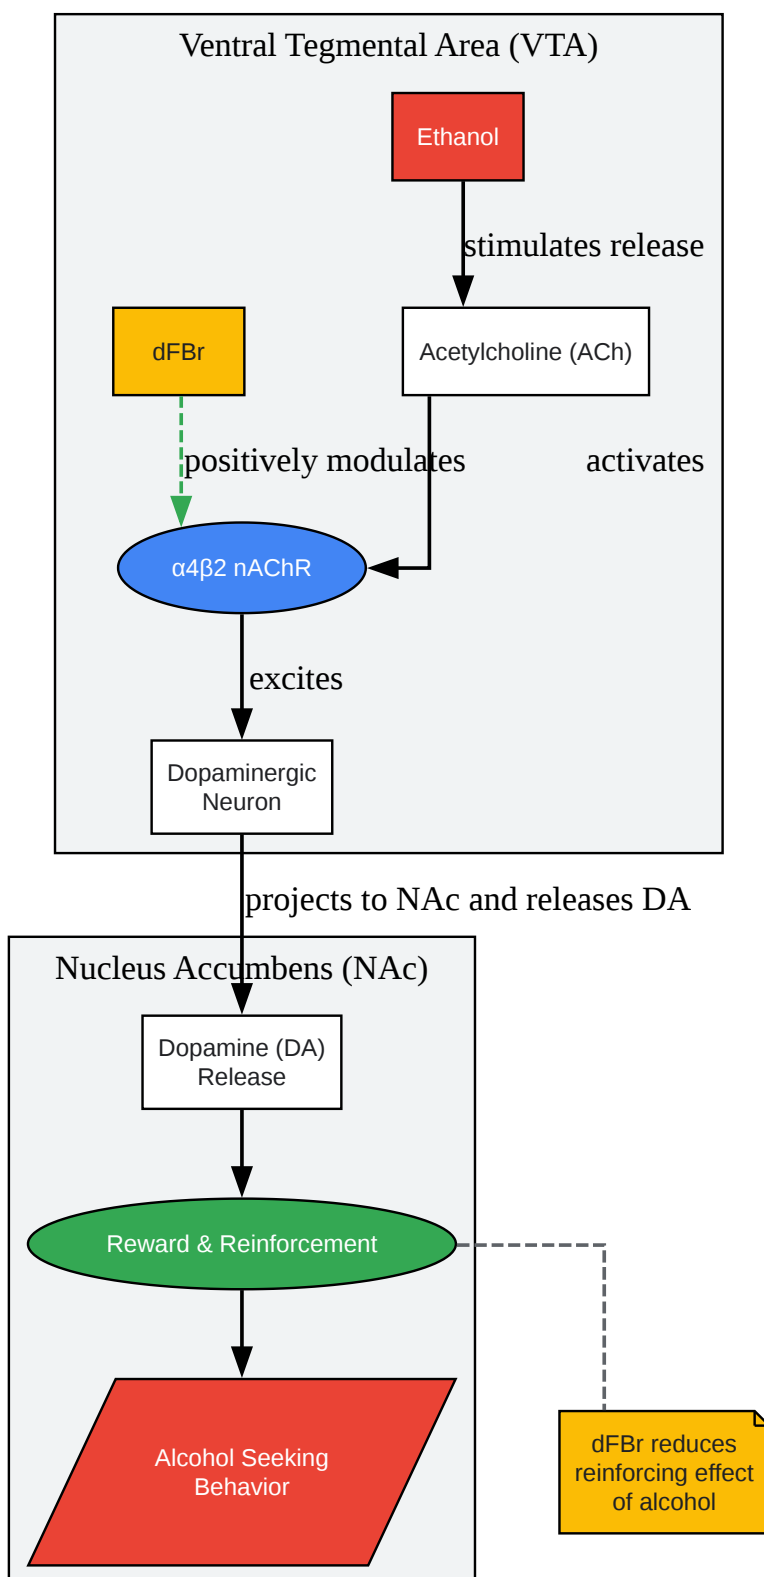 Ventral Tegmental Area (VTA)
Ethanol
stimulates release
dFBr
Acetylcholine (ACh)
positively modulates
activates
α4β2 nAChR
excites
Dopaminergic
Neuron
projects to NAc and releases DA
Nucleus Accumbens (NAc)
Dopamine (DA)
Release
Reward & Reinforcement
Alcohol Seeking
Behavior
dFBr reduces
reinforcing effect
of alcohol